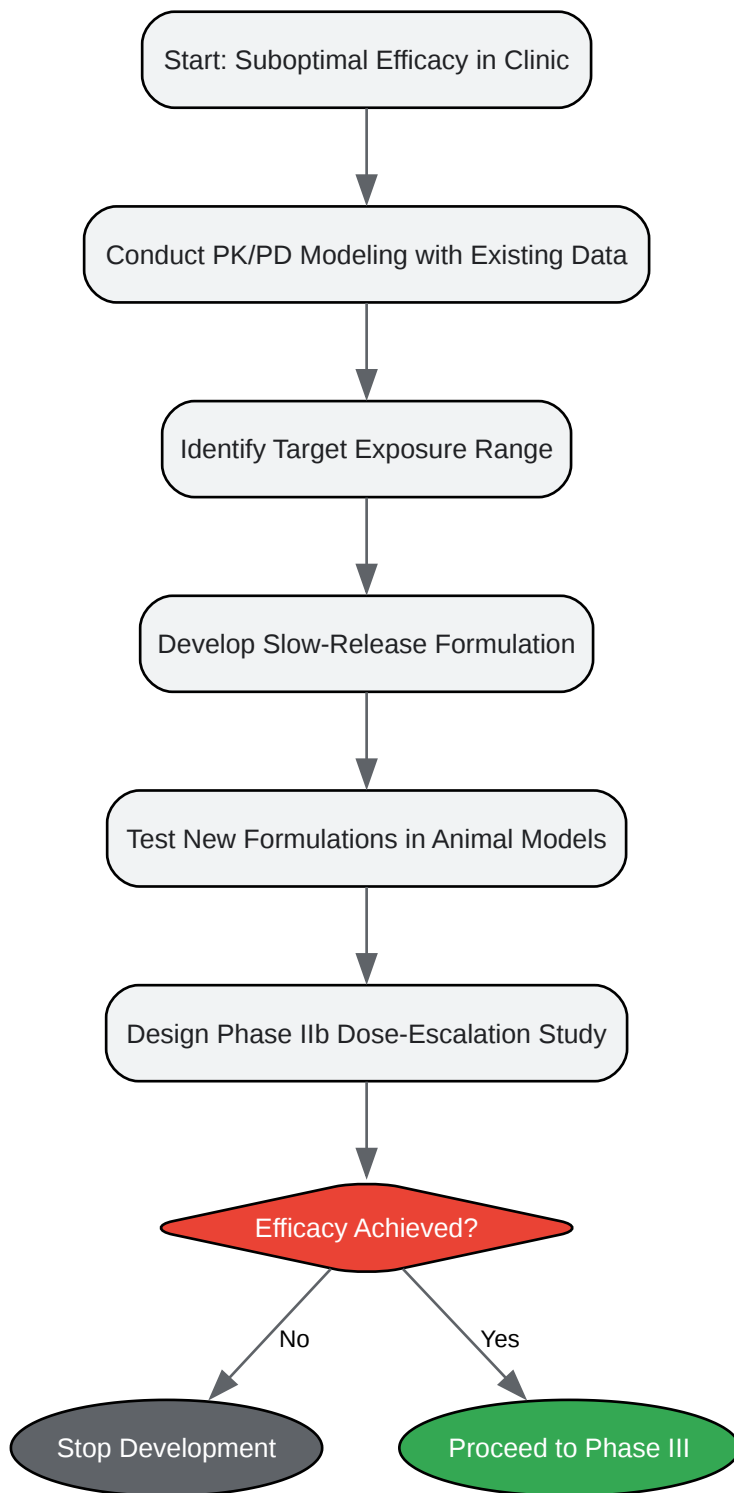 Start: Suboptimal Efficacy in Clinic
Conduct PK/PD Modeling with Existing Data
Identify Target Exposure Range
Develop Slow-Release Formulation
Test New Formulations in Animal Models
Design Phase IIb Dose-Escalation Study
Efficacy Achieved?
No
Yes
Stop Development
Proceed to Phase III